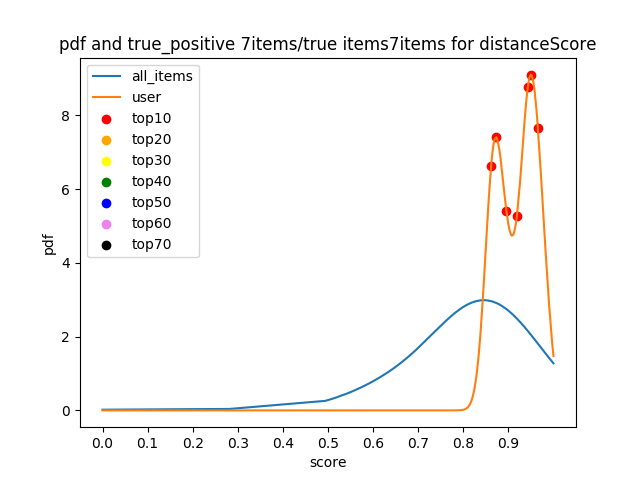 pdf and true_positive 7items/true items7items for distanceScore
all_items
user
top10
top20
top30
top40
top50
top60
top70
pdf
8
6
4
2
0
0.0 0.1 0.2 0.3 0.4 0.5 0.6 0.7 0.8 0.9
score